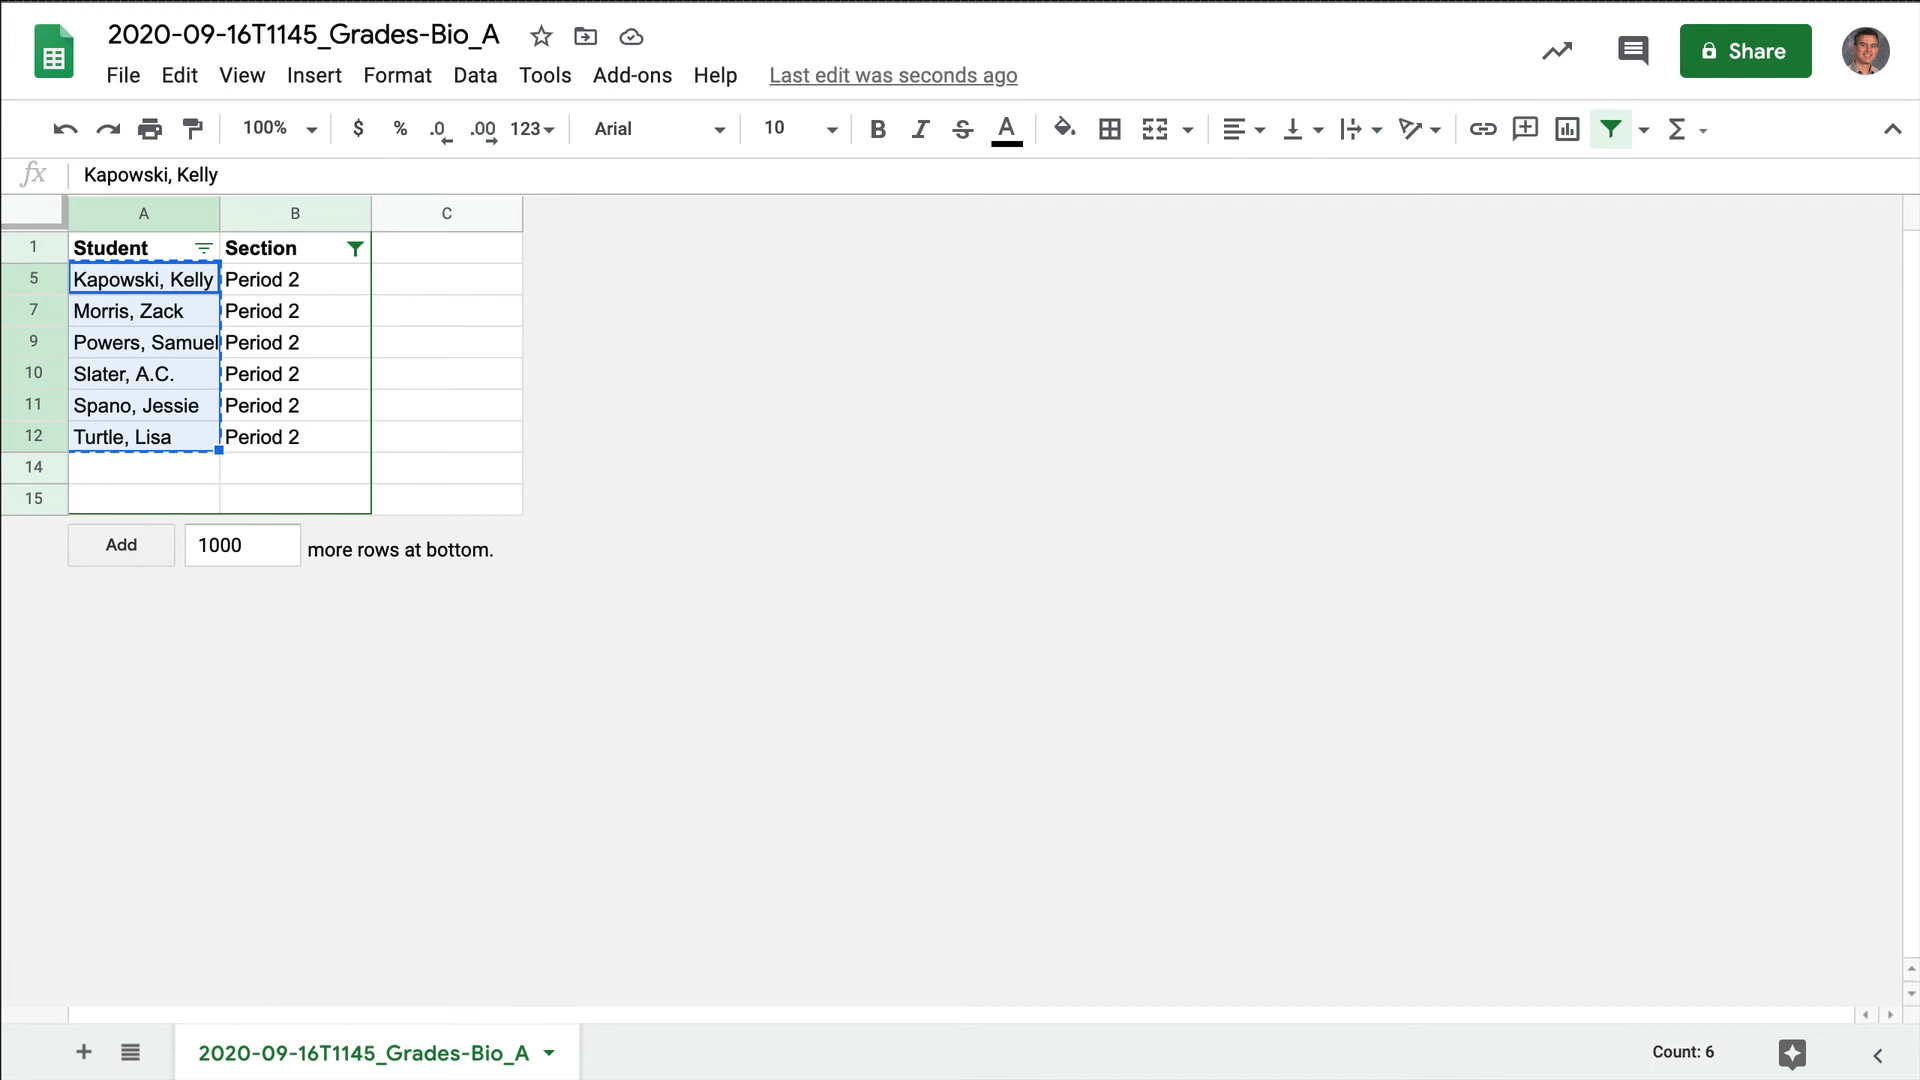 2020-09-16T1145_Grades-Bio_A
Share
File Edit View Insert Format Data Tools Add-ons Help Last edit was seconds ago
100% $ % .0 .00 123 Arial 10 B I S A Σ
fx Kapowski, Kelly
A B C
1 Student Section
5 Kapowski, Kelly Period 2
7 Morris, Zack Period 2
9 Powers, Samuel Period 2
10 Slater, A.C. Period 2
11 Spano, Jessie Period 2
12 Turtle, Lisa Period 2
14
15
Add 1000 more rows at bottom.
2020-09-16T1145_Grades-Bio_A Count: 6